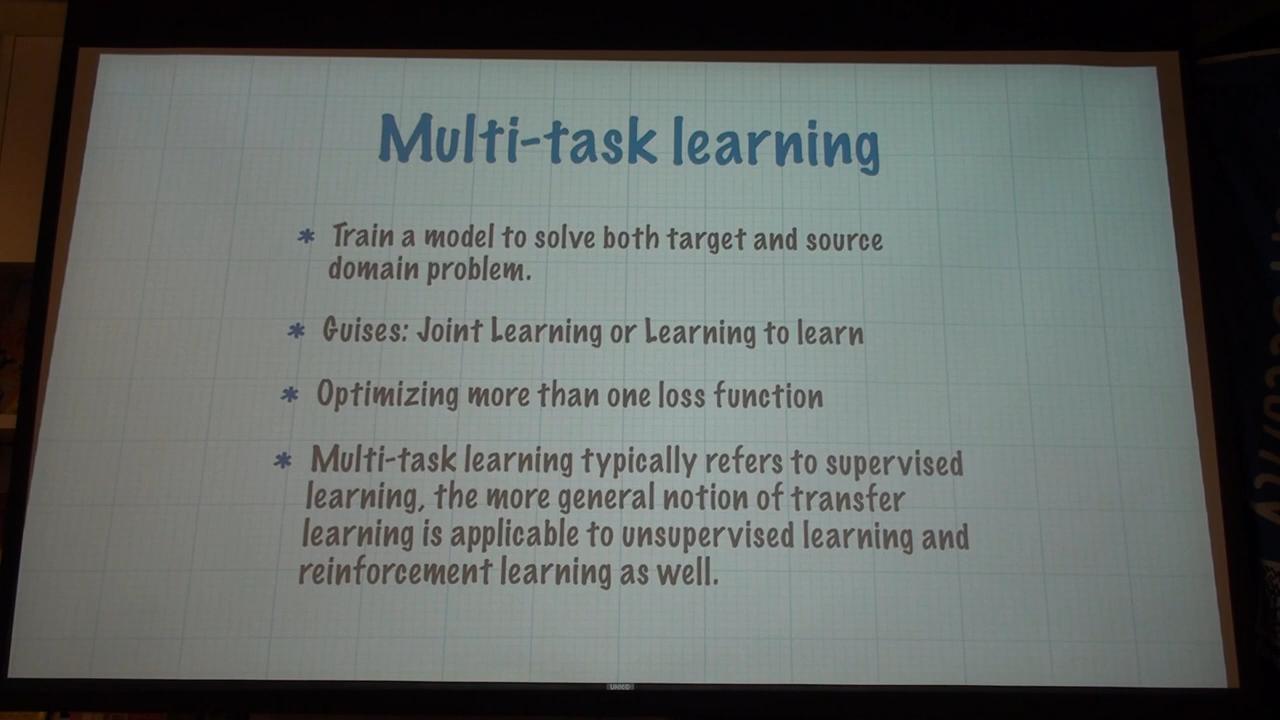 Multi-task learning
* Train a model to solve both target and source
domain problem.
* Guises: Joint Learning or Learning to learn
* Optimizing more than one loss function
* Multi-task learning typically refers to supervised
learning, the more general notion of transfer
learning is applicable to unsupervised learning and
reinforcement learning as well.